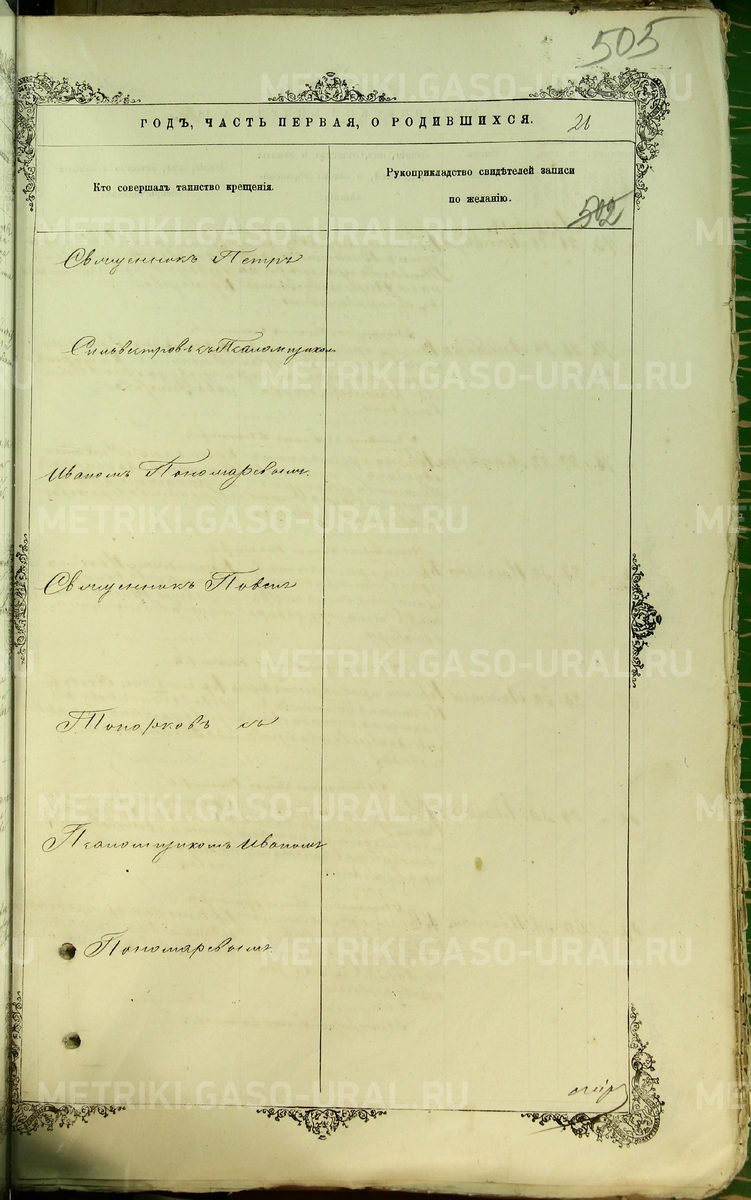 505
ГОДЪ, ЧАСТЬ ПЕРВАЯ, О РОДИВШИХСЯ.
Кто совершалъ таинство крещенія.
Рукоприкладство свидѣтелей записи
по желанію.
502
Священникъ Петръ
Сильвестровъ съ Псаломщикомъ
Иваномъ Пономаревымъ.
Священникъ Павелъ
Топорковъ съ
Псаломщикомъ Иваномъ
Пономаревымъ.
METRIKI.GASO-URAL.RU